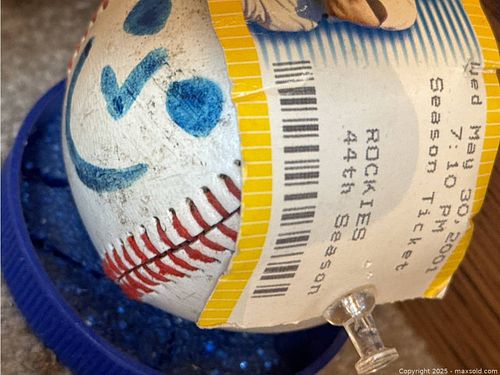 Wed May 30,2001
7:10 PM
Season Ticket
ROCKIES
44th Season
Copyright 2025 - maxsold.com